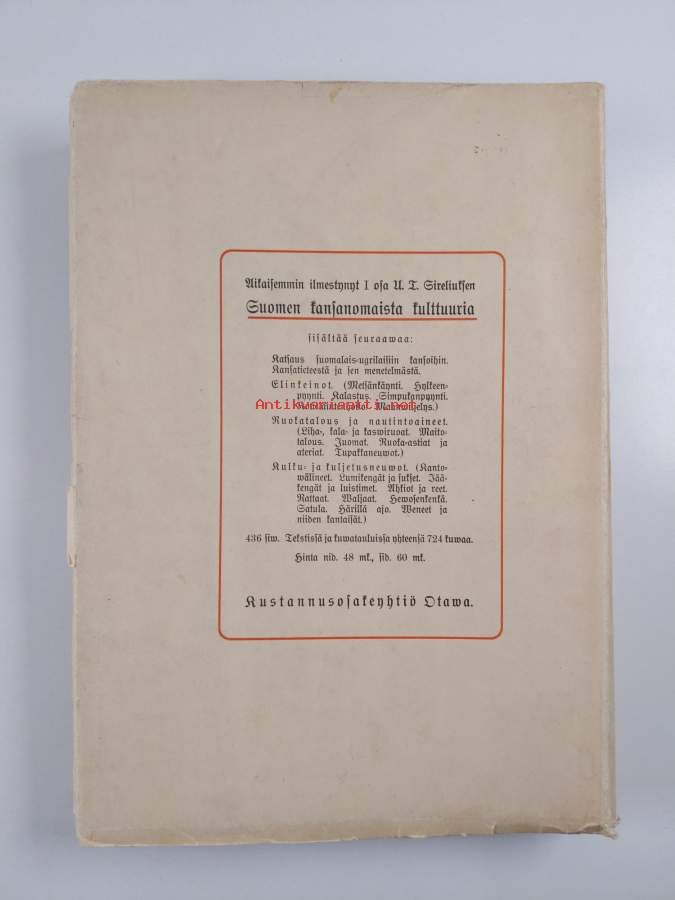 Aikaisemmin ilmestynyt I osa U. T. Sireliuksen
Suomen kansanomaista kulttuuria
sisältää seuraawaa:
Katsaus suomalais-ugrilaisiin kansoihin.
Kansatieteestä ja sen menetelmästä.
Elinkeinot. (Metsänkäynti. Hylkeen-
pyynti. Kalastus. Simpukanpyynti.
Antikvariaatti.net
Maanwiljelys.)
Ruokatalous ja nautintoaineet.
(Liha-, kala- ja kaswiruoat. Maito-
talous. Juomat. Ruoka-astiat ja
ateriat. Tupakkaneuwot.)
Kulku- ja kuljetusneuwot. (Kanto-
wälineet. Lumikengät ja sukset. Jää-
kengät ja luistimet. Ahkiot ja reet.
Rattaat. Waljaat. Hewosenkenkä.
Satula. Härillä ajo. Weneet ja
niiden kantaisät.)
436 siw. Tekstissä ja kuwatauluissa yhteensä 724 kuwaa.
Hinta nid. 48 mk., sid. 60 mk.
Kustannusosakeyhtiö Otawa.